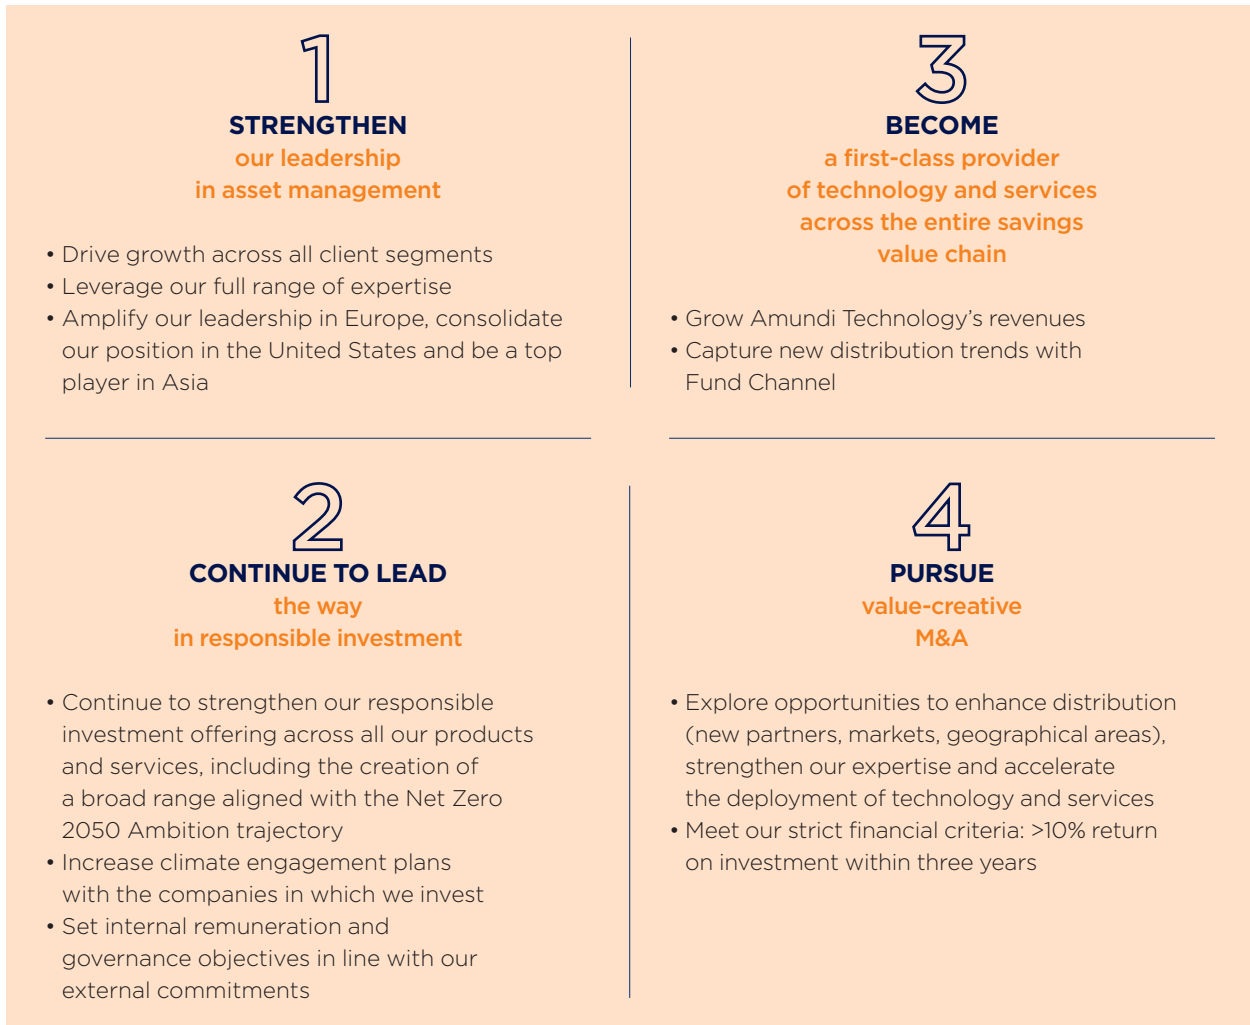 1
STRENGTHEN
our leadership
in asset management
• Drive growth across all client segments
• Leverage our full range of expertise
• Amplify our leadership in Europe, consolidate
our position in the United States and be a top
player in Asia
2
CONTINUE TO LEAD
the way
in responsible investment
• Continue to strengthen our responsible
investment offering across all our products
and services, including the creation of
a broad range aligned with the Net Zero
2050 Ambition trajectory
• Increase climate engagement plans
with the companies in which we invest
• Set internal remuneration and
governance objectives in line with our
external commitments
3
BECOME
a first-class provider
of technology and services
across the entire savings
value chain
• Grow Amundi Technology’s revenues
• Capture new distribution trends with
Fund Channel
4
PURSUE
value-creative
M&A
• Explore opportunities to enhance distribution
(new partners, markets, geographical areas),
strengthen our expertise and accelerate
the deployment of technology and services
• Meet our strict financial criteria: >10% return
on investment within three years